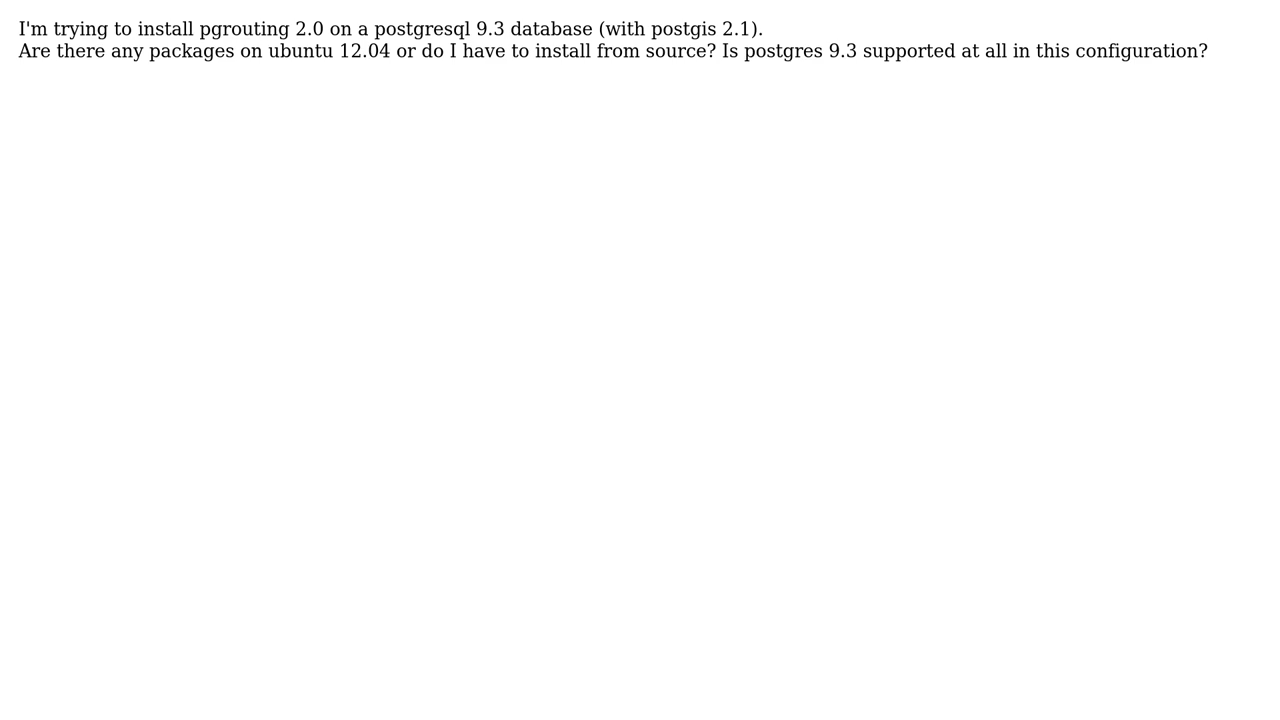 I'm trying to install pgrouting 2.0 on a postgresql 9.3 database (with postgis 2.1).
Are there any packages on ubuntu 12.04 or do I have to install from source? Is postgres 9.3 supported at all in this configuration?